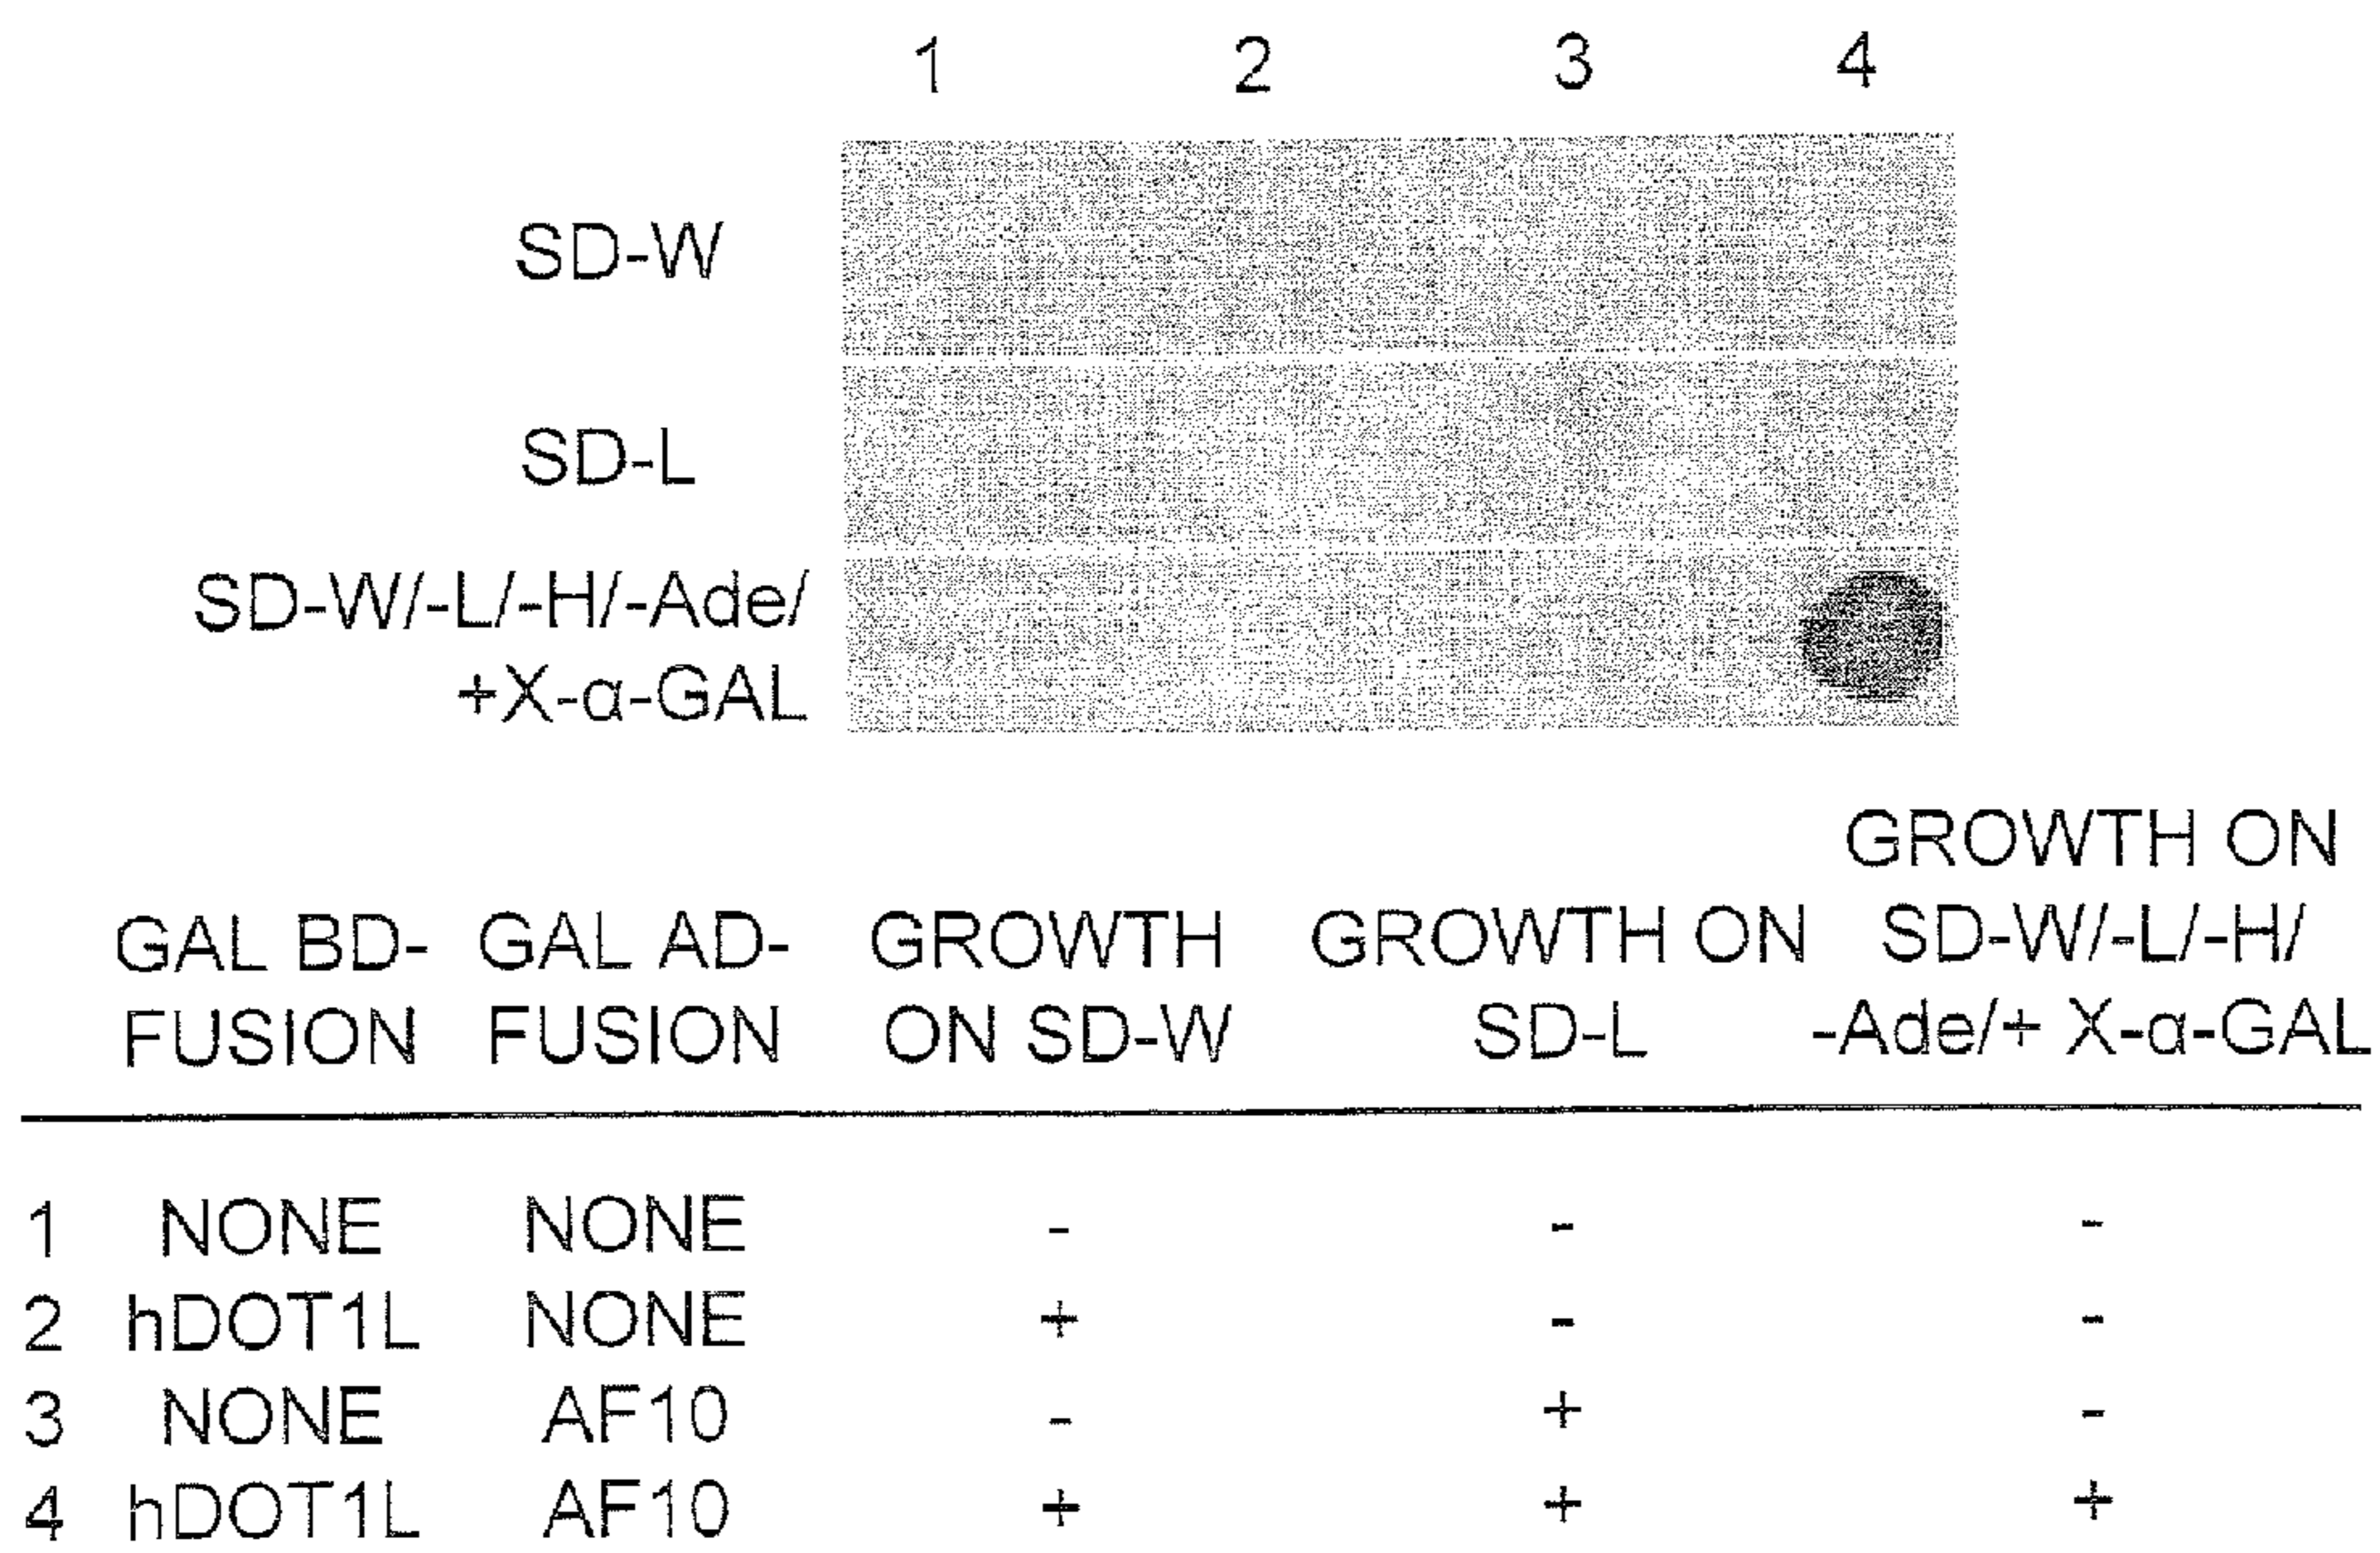 1 2 3 4
SD-W
SD-L
SD-W/-L/-H/-Ade/
+X-α-GAL
GROWTH ON
GAL BD- GAL AD- GROWTH GROWTH ON SD-W/-L/-H/
FUSION FUSION ON SD-W SD-L -Ade/+ X-α-GAL
1 NONE NONE - - -
2 hDOT1L NONE + - -
3 NONE AF10 - + -
4 hDOT1L AF10 + + +